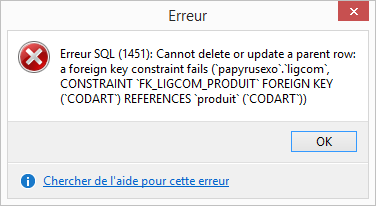 Erreur
Erreur SQL (1451): Cannot delete or update a parent row:
a foreign key constraint fails (`papyrusexo`.`ligcom`,
CONSTRAINT `FK_LIGCOM_PRODUIT` FOREIGN KEY
(`CODART`) REFERENCES `produit` (`CODART`))
OK
Chercher de l'aide pour cette erreur